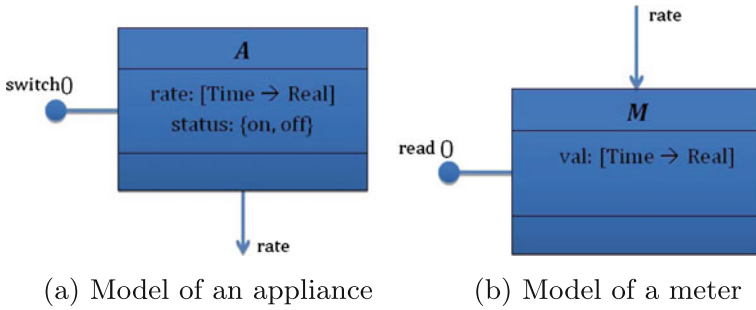 A
switch()
rate: [Time → Real]
status: {on, off}
rate
(a) Model of an appliance
rate
M
read ()
val: [Time → Real]
(b) Model of a meter